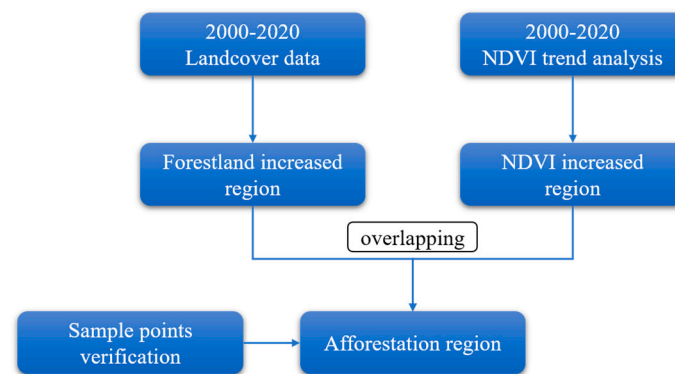 2000-2020
Landcover data
2000-2020
NDVI trend analysis
Forestland increased
region
NDVI increased
region
overlapping
Sample points
verification
Afforestation region